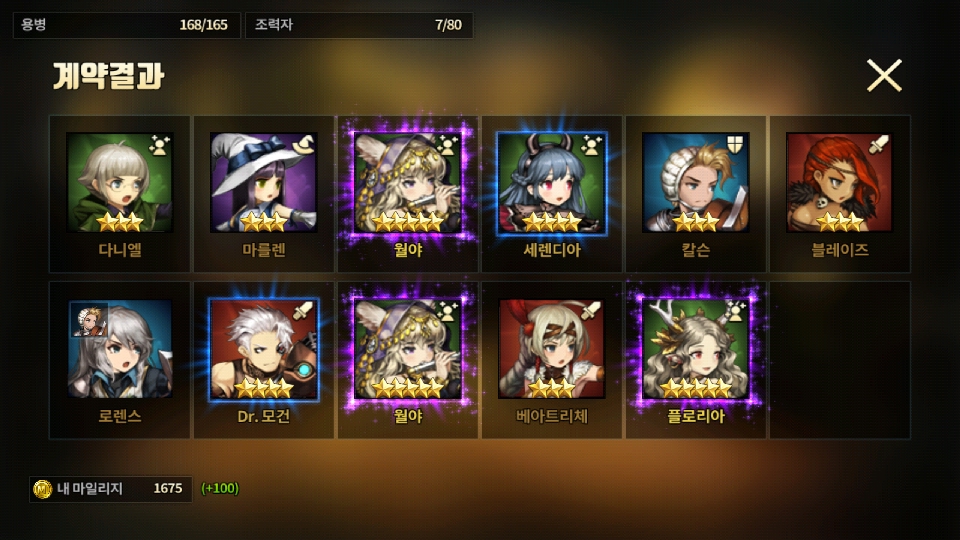 용병 168/165 조력자 7/80
계약결과
다니엘 마를렌 월야 세렌디아 칼슨 블레이즈
로렌스 Dr. 모건 월야 베아트리체 플로리아
내 마일리지 1675 (+100)